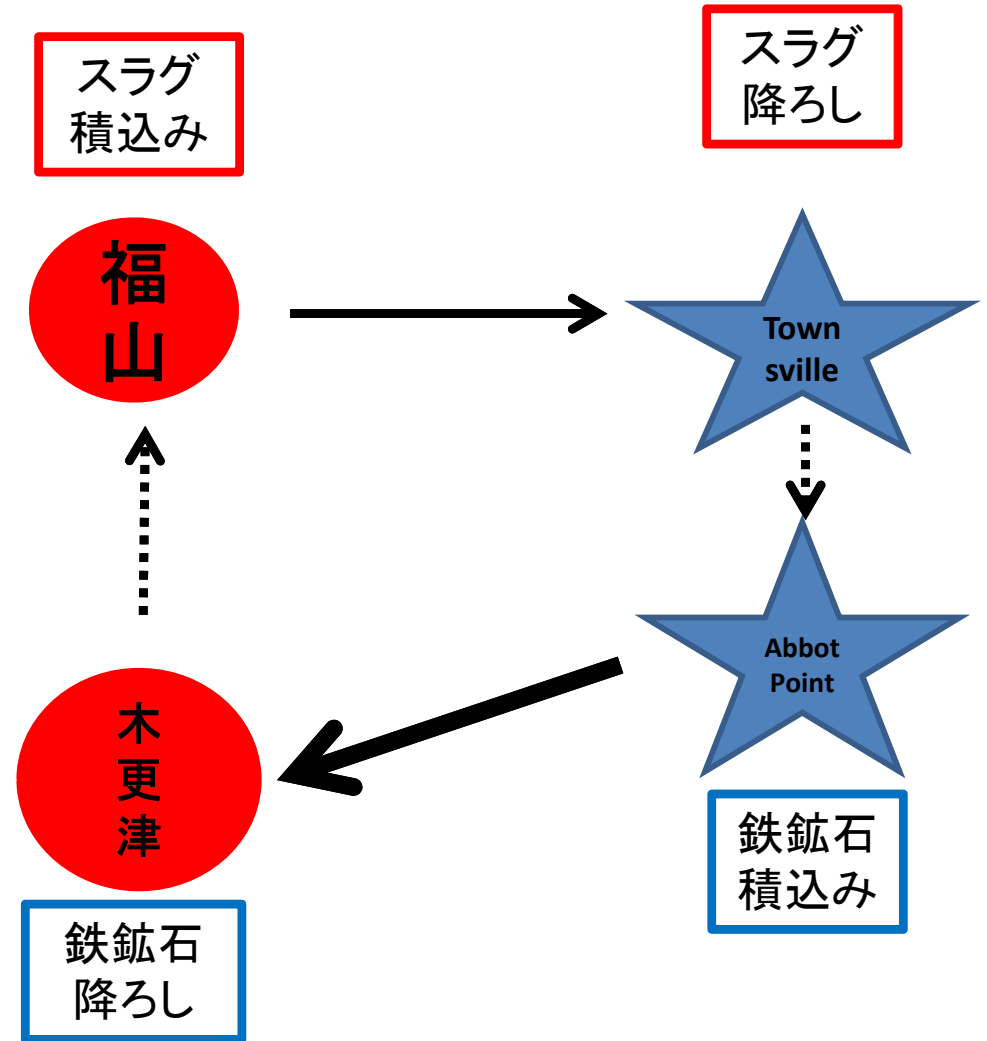 スラグ
積込み
スラグ
降ろし
福
山
Town
sville
Abbot
Point
木
更
津
鉄鉱石
積込み
鉄鉱石
降ろし